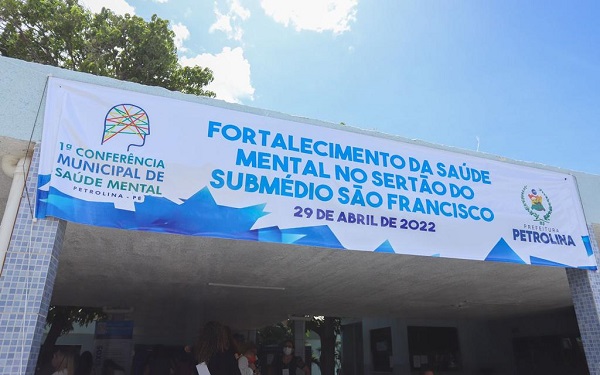 1ª CONFERÊNCIA
MUNICIPAL DE
SAÚDE MENTAL
PETROLINA - PE
FORTALECIMENTO DA SAÚDE
MENTAL NO SERTÃO DO
SUBMÉDIO SÃO FRANCISCO
29 DE ABRIL DE 2022
PREFEITURA
PETROLINA